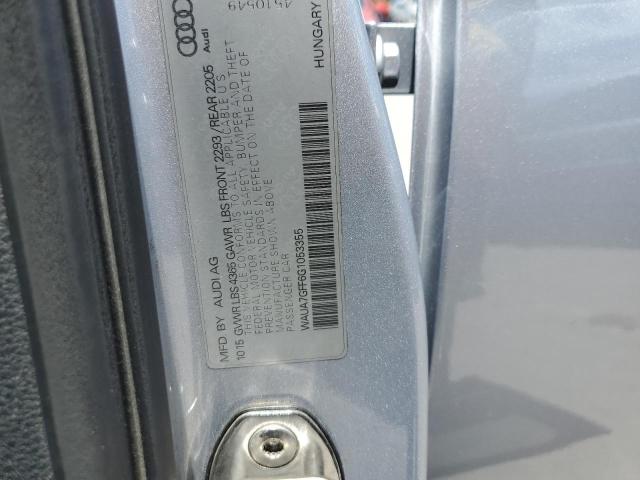 MFD BY AUDI AG
10 15 GVWR LBS 4365 GAWR LBS FRONT 2293 / REAR 2205
THIS VEHICLE CONFORMS TO ALL APPLICABLE U S
FEDERAL MOTOR VEHICLE SAFETY, BUMPER AND THEFT
PREVENTION STANDARDS IN EFFECT ON THE DATE OF
MANUFACTURE SHOWN ABOVE
PASSENGER CAR
WAUA7GFF6G1053355
HUNGARY
Audi